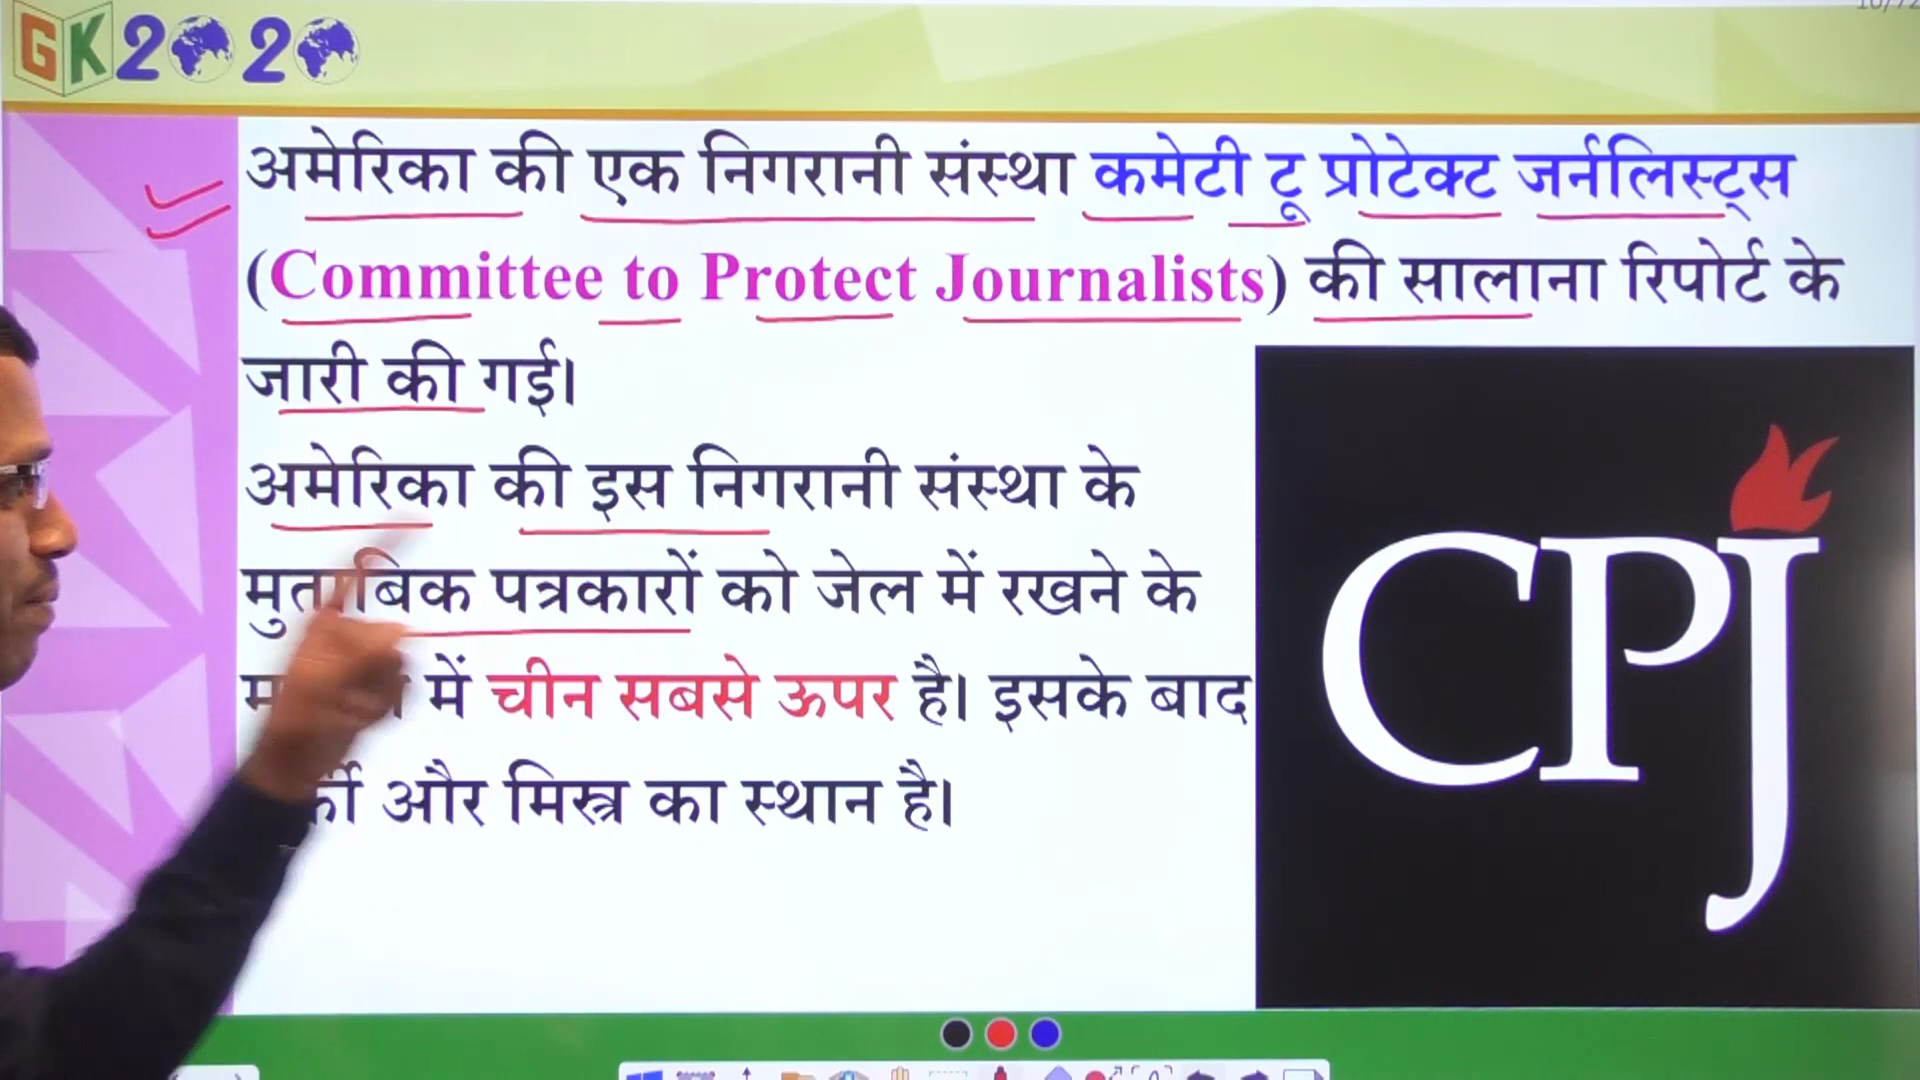 GK2020
अमेरिका की एक निगरानी संस्था कमेटी टू प्रोटेक्ट जर्नलिस्ट्स
(Committee to Protect Journalists) की सालाना रिपोर्ट के
जारी की गई।
अमेरिका की इस निगरानी संस्था के
मुताबिक पत्रकारों को जेल में रखने के
में चीन सबसे ऊपर है। इसके बाद
और मिस्त्र का स्थान है।
CPJ